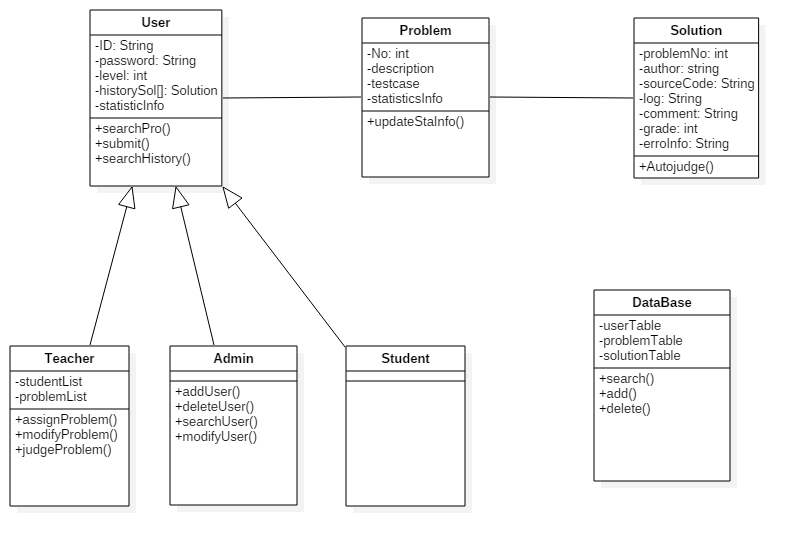 User
-ID: String
-password: String
-level: int
-historySol[]: Solution
-statisticInfo
+searchPro()
+submit()
+searchHistory()
Problem
-No: int
-description
-testcase
-statisticsInfo
+updateStaInfo()
Solution
-problemNo: int
-author: string
-sourceCode: String
-log: String
-comment: String
-grade: int
-erroInfo: String
+Autojudge()
Teacher
-studentList
-problemList
+assignProblem()
+modifyProblem()
+judgeProblem()
Admin
+addUser()
+deleteUser()
+searchUser()
+modifyUser()
Student
DataBase
-userTable
-problemTable
-solutionTable
+search()
+add()
+delete()